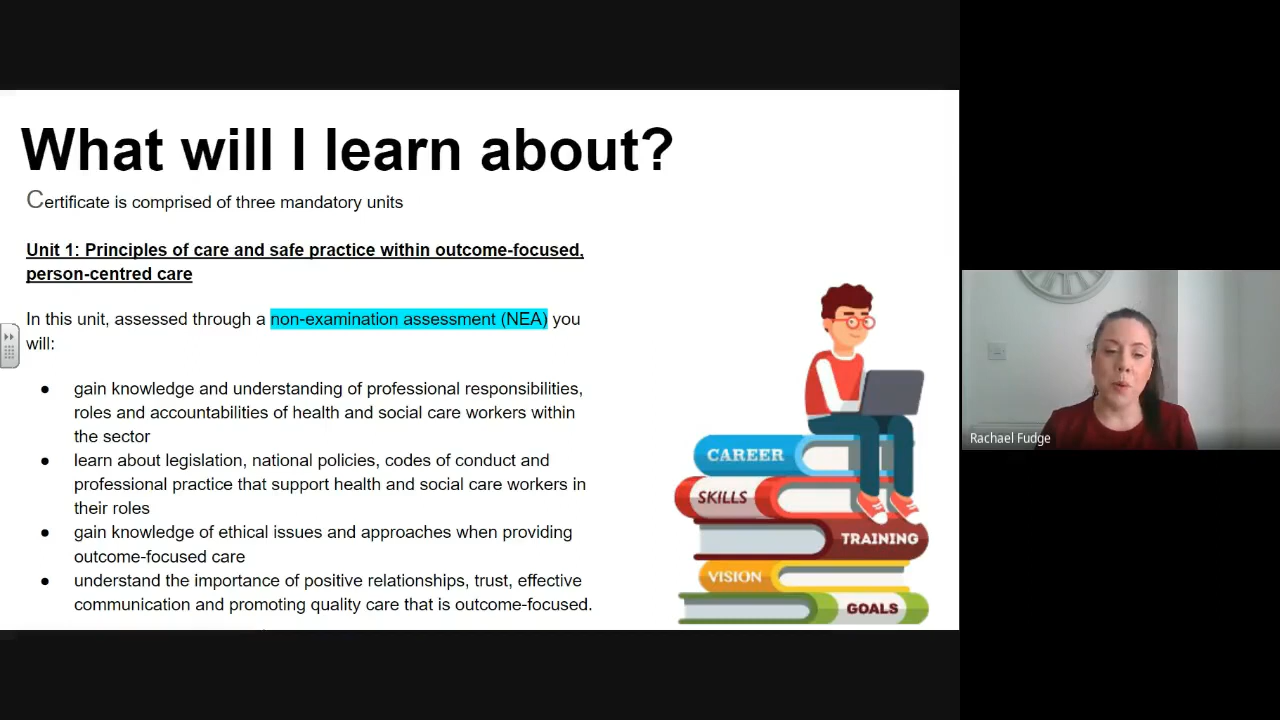 What will I learn about?
Certificate is comprised of three mandatory units
Unit 1: Principles of care and safe practice within outcome-focused,
person-centred care
In this unit, assessed through a non-examination assessment (NEA) you
will:
● gain knowledge and understanding of professional responsibilities,
roles and accountabilities of health and social care workers within
the sector
● learn about legislation, national policies, codes of conduct and
professional practice that support health and social care workers in
their roles
● gain knowledge of ethical issues and approaches when providing
outcome-focused care
● understand the importance of positive relationships, trust, effective
communication and promoting quality care that is outcome-focused.
CAREER
SKILLS
TRAINING
VISION
GOALS
Rachael Fudge